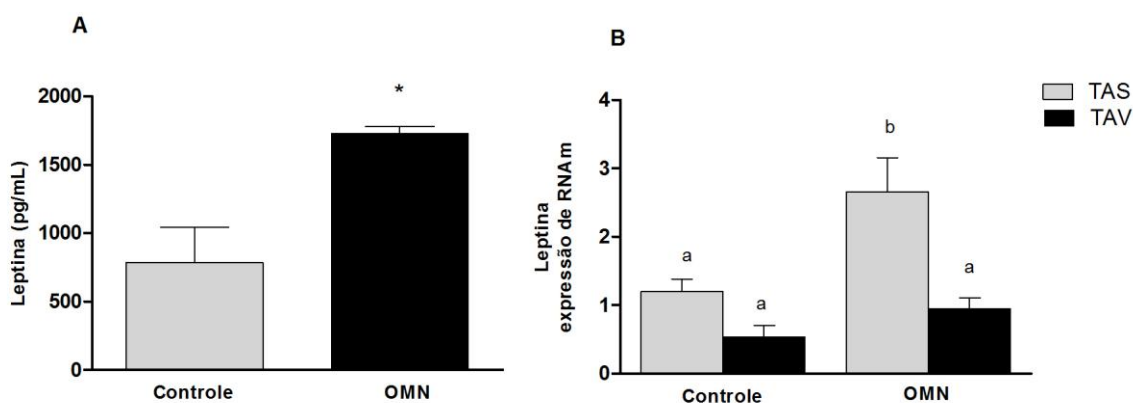 A
Leptina (pg/mL)
2000
1500
1000
500
0
*
Controle
OMN
B
Leptina
expressão de RNAm
4
3
2
1
0
a
a
b
a
Controle
OMN
TAS
TAV